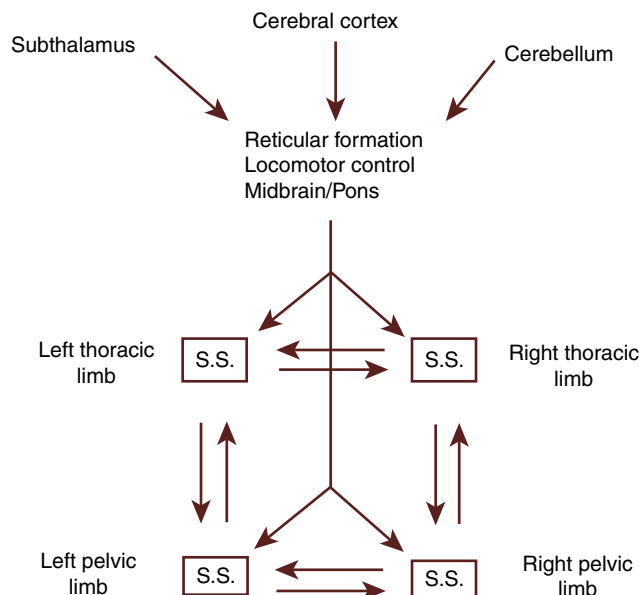 Cerebral cortex
Subthalamus
Cerebellum
Reticular formation
Locomotor control
Midbrain/Pons
Left thoracic
limb
S.S.
S.S.
Right thoracic
limb
Left pelvic
limb
S.S.
S.S.
Right pelvic
limb